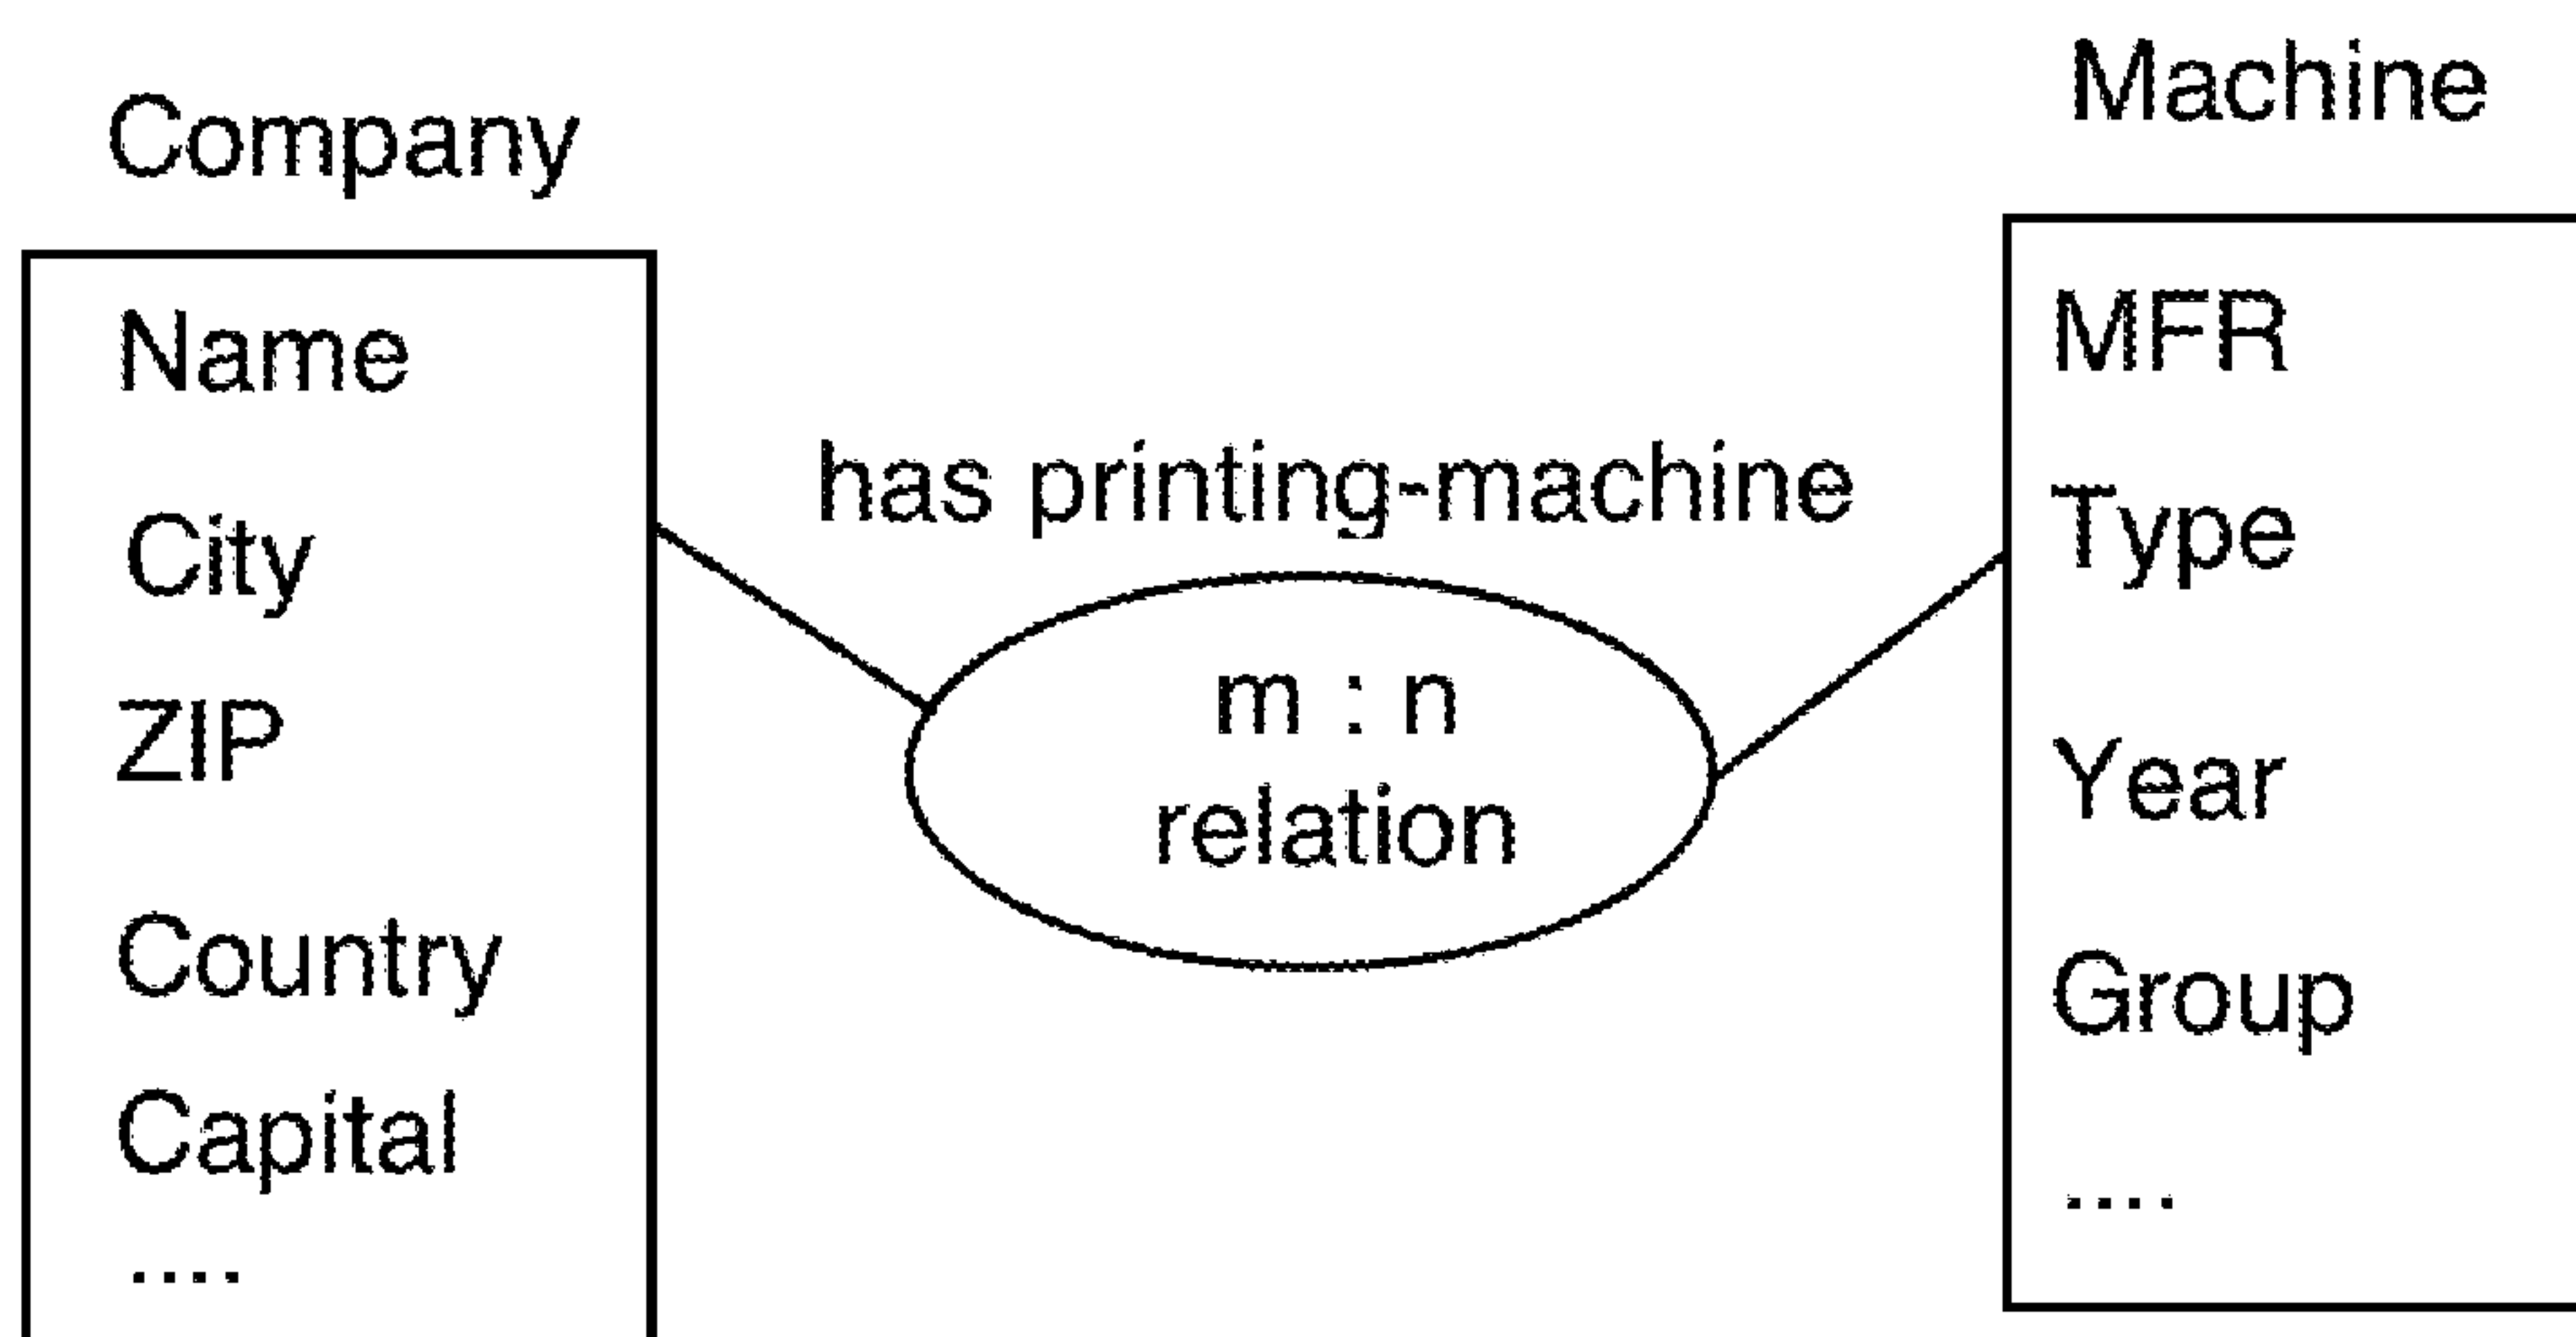 Company
Name
City
ZIP
Country
Capital
....
has printing-machine
m : n
relation
Machine
MFR
Type
Year
Group
....